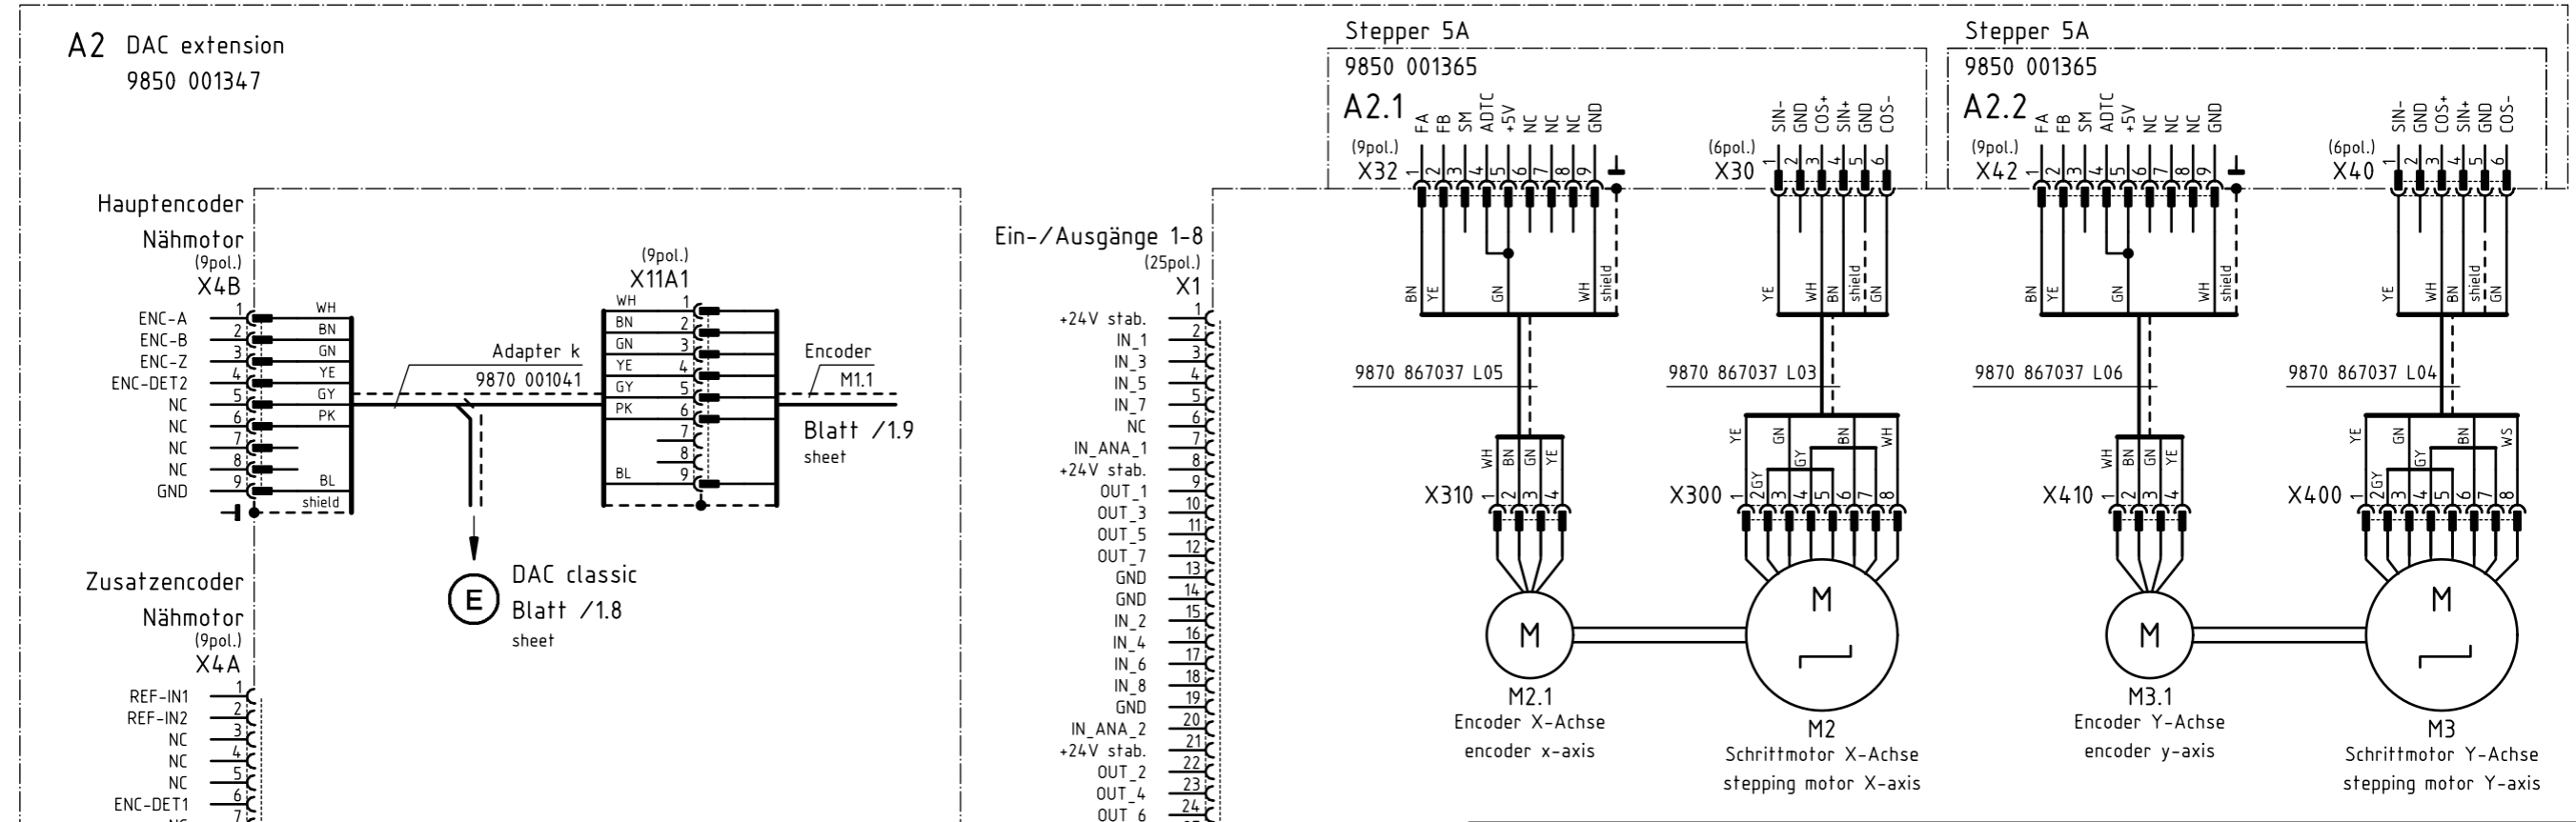 A2 DAC extension
9850 001347
Hauptencoder
Nähmotor
(9pol.)
X4B
ENC-A 1 WH
ENC-B 2 BN
ENC-Z 3 GN
ENC-DET2 4 YE
NC 5 GY
NC 6 PK
NC 7
NC 8
GND 9 BL
shield
Adapter k
9870 001041
(9pol.)
X11A1
WH 1
BN 2
GN 3
YE 4
GY 5
PK 6
7
8
BL 9
Encoder
M1.1
Blatt /1.9
sheet
E
DAC classic
Blatt /1.8
sheet
Zusatzencoder
Nähmotor
(9pol.)
X4A
REF-IN1 1
REF-IN2 2
NC 3
NC 4
NC 5
ENC-DET1 6
NC 7
Ein-/Ausgänge 1-8
(25pol.)
X1
+24V stab. 1
IN_1 2
IN_3 3
IN_5 4
IN_7 5
NC 6
IN_ANA_1 7
+24V stab. 8
OUT_1 9
OUT_3 10
OUT_5 11
OUT_7 12
GND 13
GND 14
IN_2 15
IN_4 16
IN_6 17
IN_8 18
GND 19
IN_ANA_2 20
+24V stab. 21
OUT_2 22
OUT_4 23
OUT_6 24
Stepper 5A
9850 001365
A2.1
FA FB SM ADTC +5V NC NC NC GND
(9pol.)
X32 1 2 3 4 5 6 7 8 9
BN YE GN WH shield
9870 867037 L05
WH BN GN YE
X310 1 2 3 4
M
M2.1
Encoder X-Achse
encoder x-axis
SIN- GND COS+ SIN+ GND COS-
(6pol.)
X30 1 2 3 4 5 6
YE WH BN shield GN
9870 867037 L03
YE GY GN GY BN WH
X300 1 2 3 4 5 6 7 8
M
M2
Schrittmotor X-Achse
stepping motor X-axis
Stepper 5A
9850 001365
A2.2
FA FB SM ADTC +5V NC NC NC GND
(9pol.)
X42 1 2 3 4 5 6 7 8 9
BN YE GN WH shield
9870 867037 L06
WH BN GN YE
X410 1 2 3 4
M
M3.1
Encoder Y-Achse
encoder y-axis
SIN- GND COS+ SIN+ GND COS-
(6pol.)
X40 1 2 3 4 5 6
YE WH BN shield GN
9870 867037 L04
YE GY GN GY BN WS
X400 1 2 3 4 5 6 7 8
M
M3
Schrittmotor Y-Achse
stepping motor Y-axis